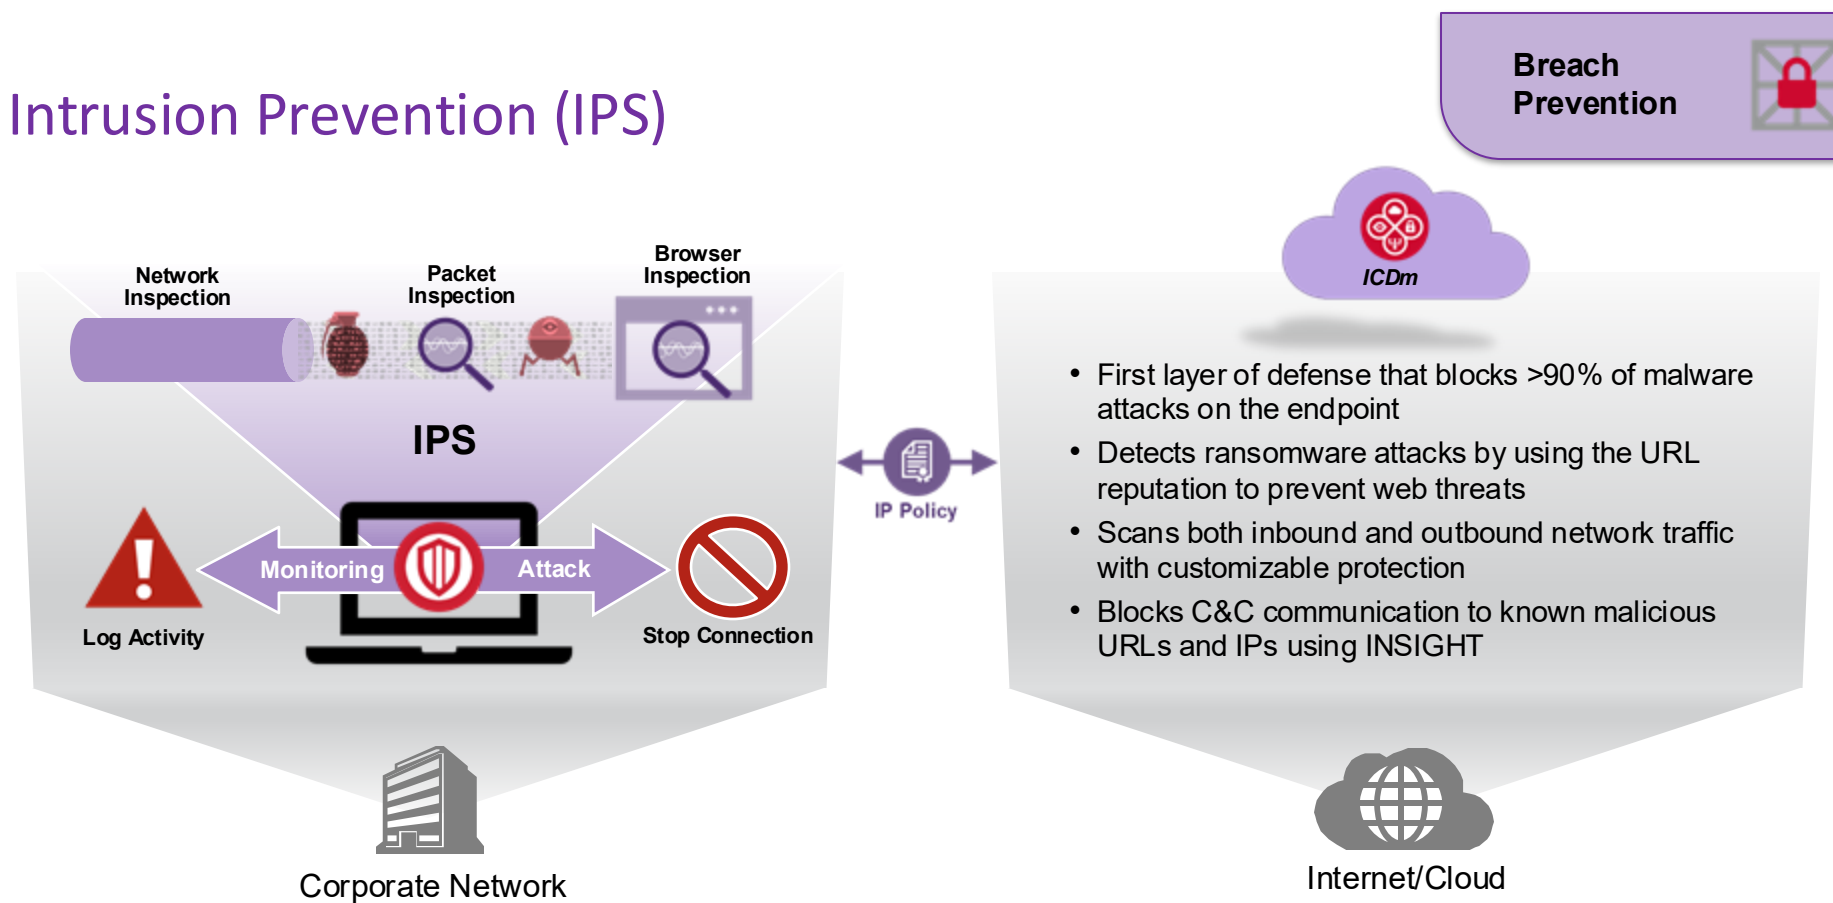 Breach
Prevention
Intrusion Prevention (IPS)
Network
Inspection
Packet
Inspection
Browser
Inspection
IPS
Monitoring
Attack
Log Activity
Stop Connection
Corporate Network
IP Policy
ICDm
• First layer of defense that blocks >90% of malware
attacks on the endpoint
• Detects ransomware attacks by using the URL
reputation to prevent web threats
• Scans both inbound and outbound network traffic
with customizable protection
• Blocks C&C communication to known malicious
URLs and IPs using INSIGHT
Internet/Cloud